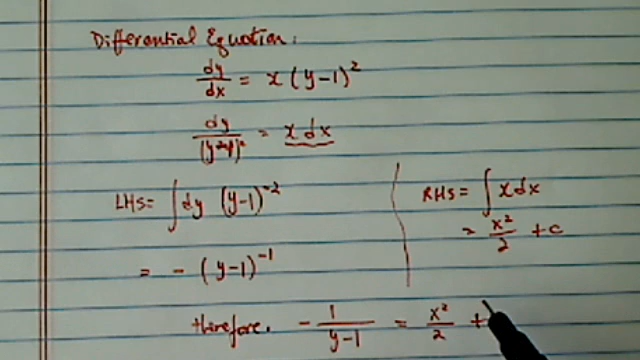 Differential Equation:
dy/dx = x (y-1)²
dy/(y-1)² = x dx
LHS = ∫ dy (y-1)⁻²
= - (y-1)⁻¹
RHS = ∫ x dx
= x²/2 + c
therefore. - 1/(y-1) = x²/2 +